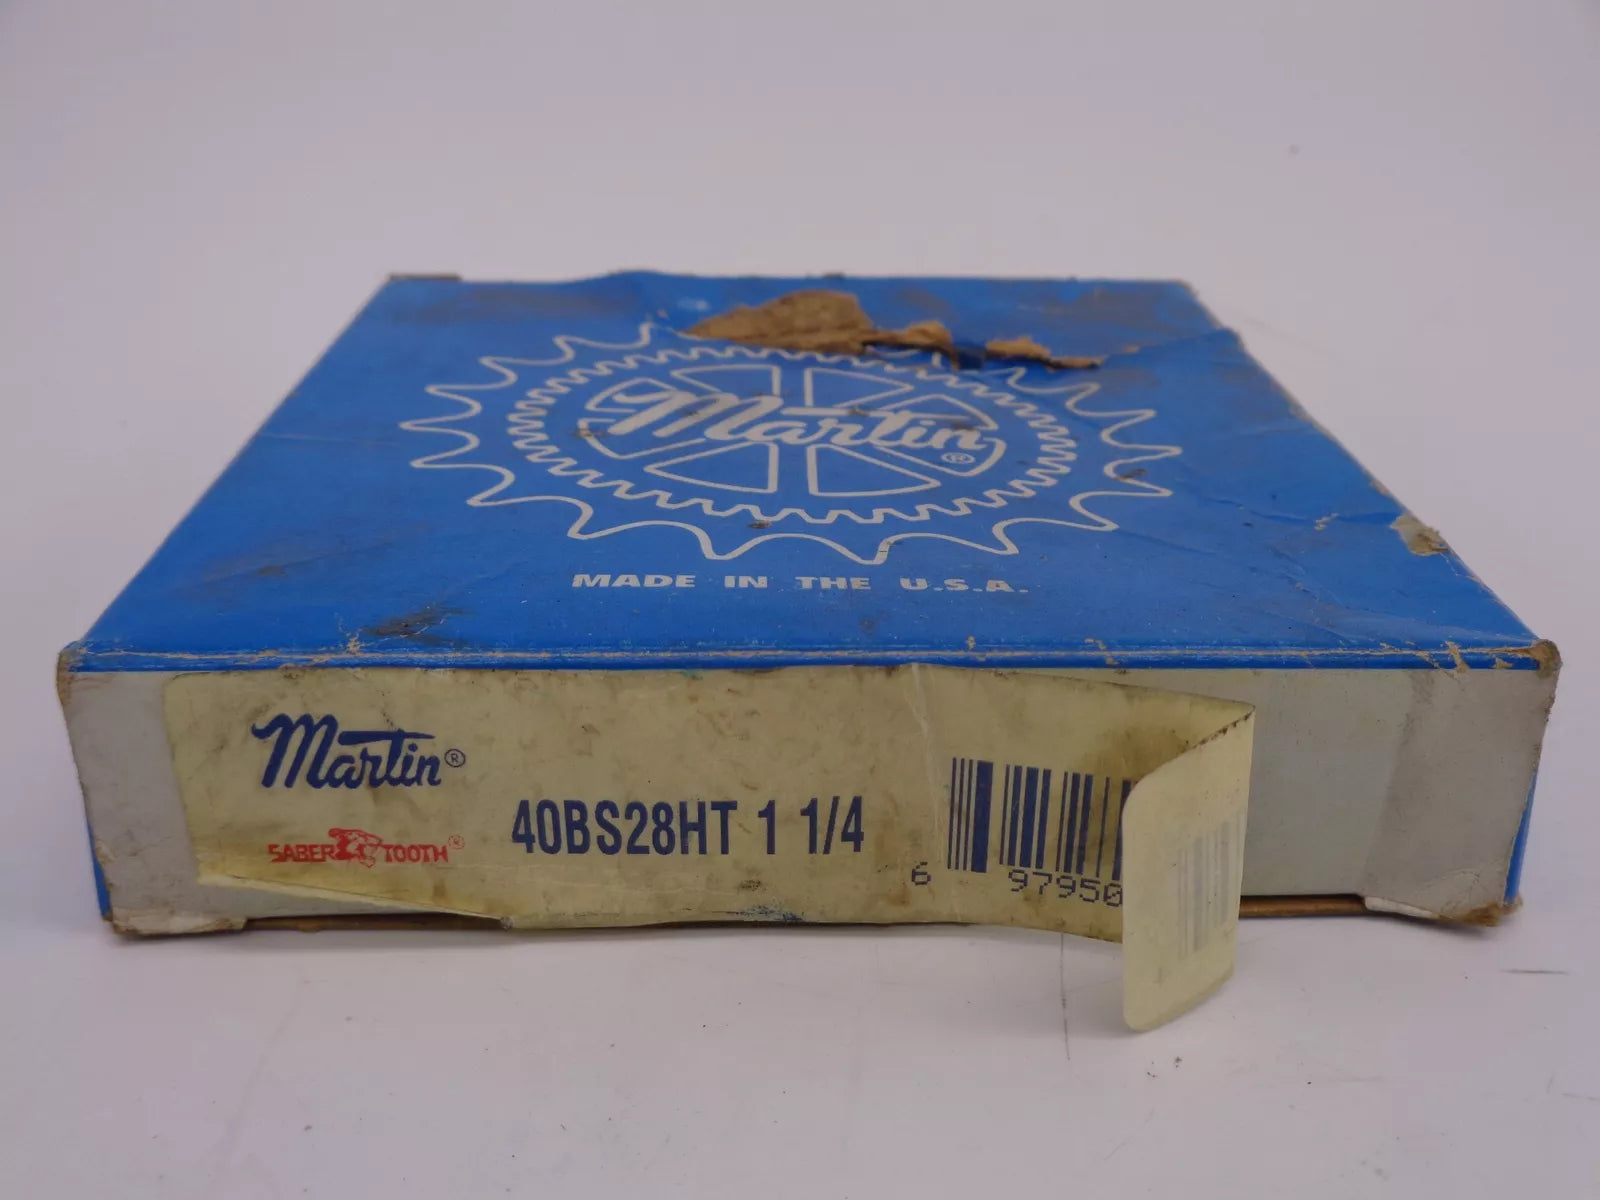 Martin®
MADE IN THE U.S.A.
Martin®
SABER TOOTH®
40BS28HT 1 1/4
6 97950